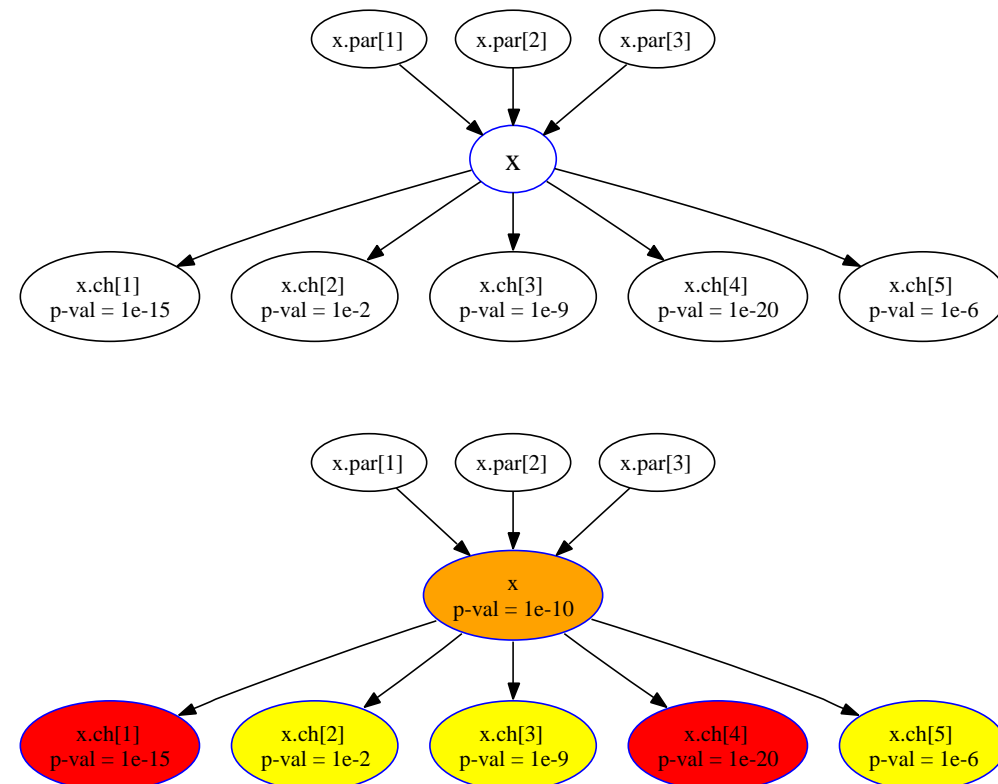 x.par[1] x.par[2] x.par[3]
x
x.ch[1] x.ch[2] x.ch[3] x.ch[4] x.ch[5]
p-val = 1e-15 p-val = 1e-2 p-val = 1e-9 p-val = 1e-20 p-val = 1e-6
x.par[1] x.par[2] x.par[3]
x
p-val = 1e-10
x.ch[1] x.ch[2] x.ch[3] x.ch[4] x.ch[5]
p-val = 1e-15 p-val = 1e-2 p-val = 1e-9 p-val = 1e-20 p-val = 1e-6